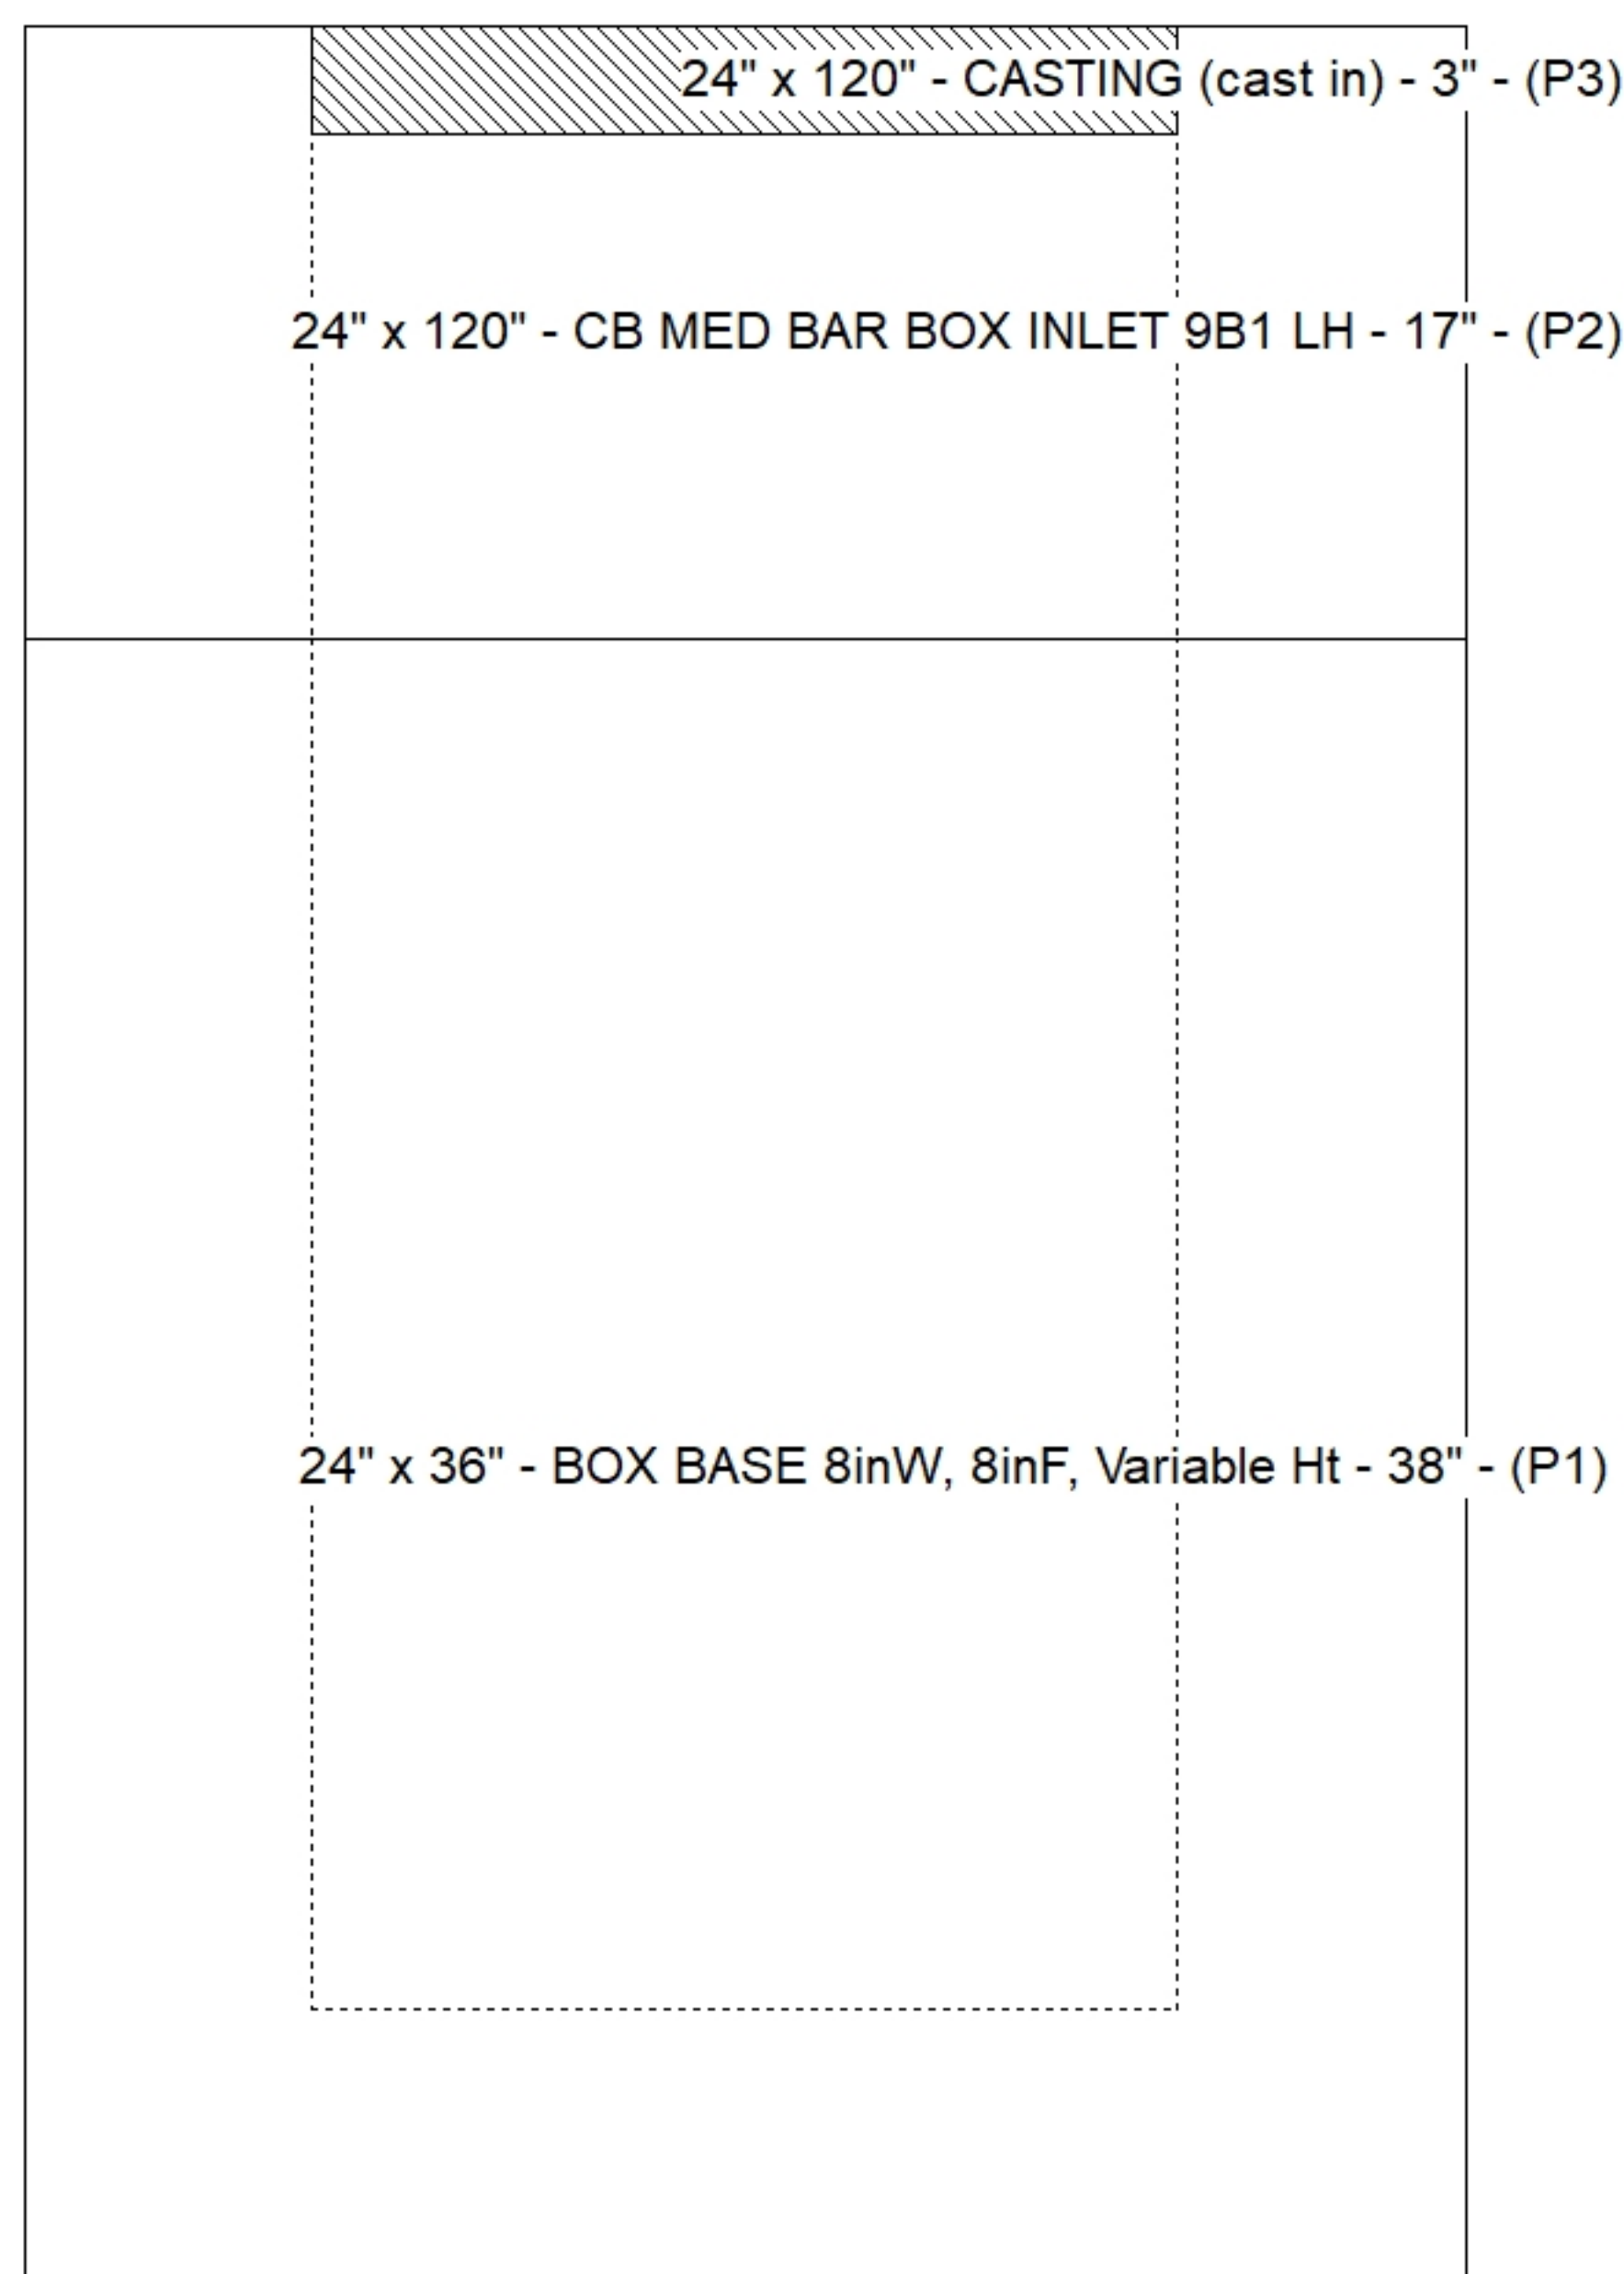 24" x 120" - CASTING (cast in) - 3" - (P3)
24" x 120" - CB MED BAR BOX INLET 9B1 LH - 17" - (P2)
24" x 36" - BOX BASE 8inW, 8inF, Variable Ht - 38" - (P1)